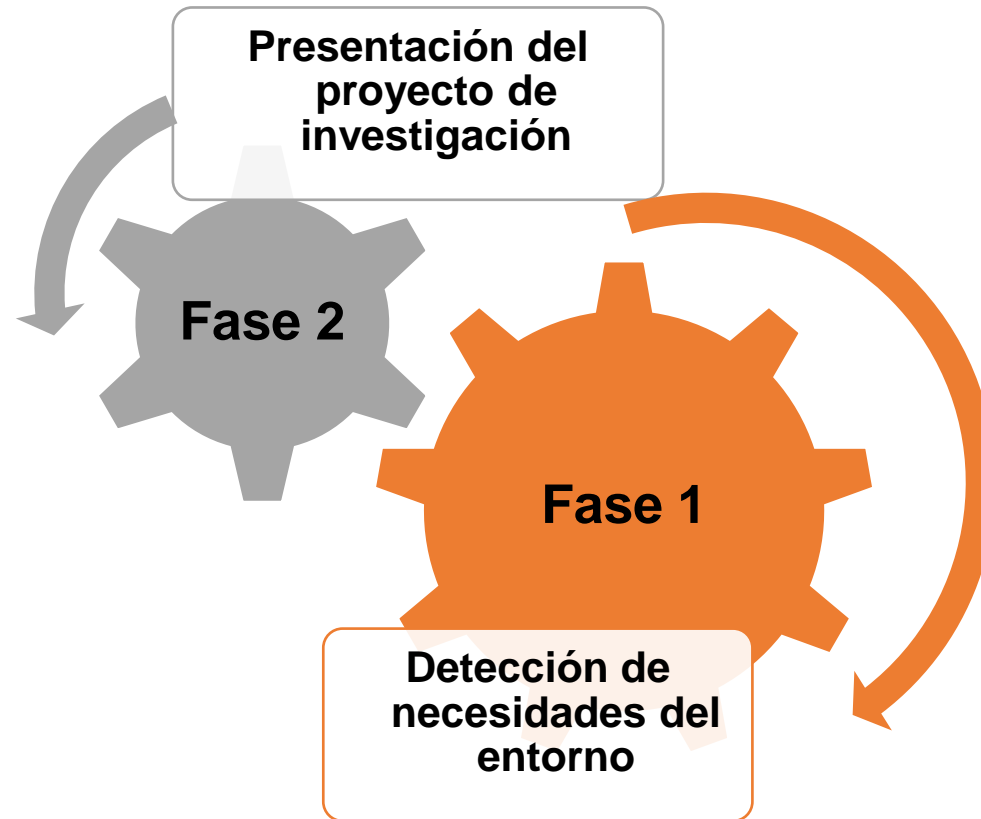 Presentación del
proyecto de
investigación
Fase 2
Fase 1
Detección de
necesidades del
entorno